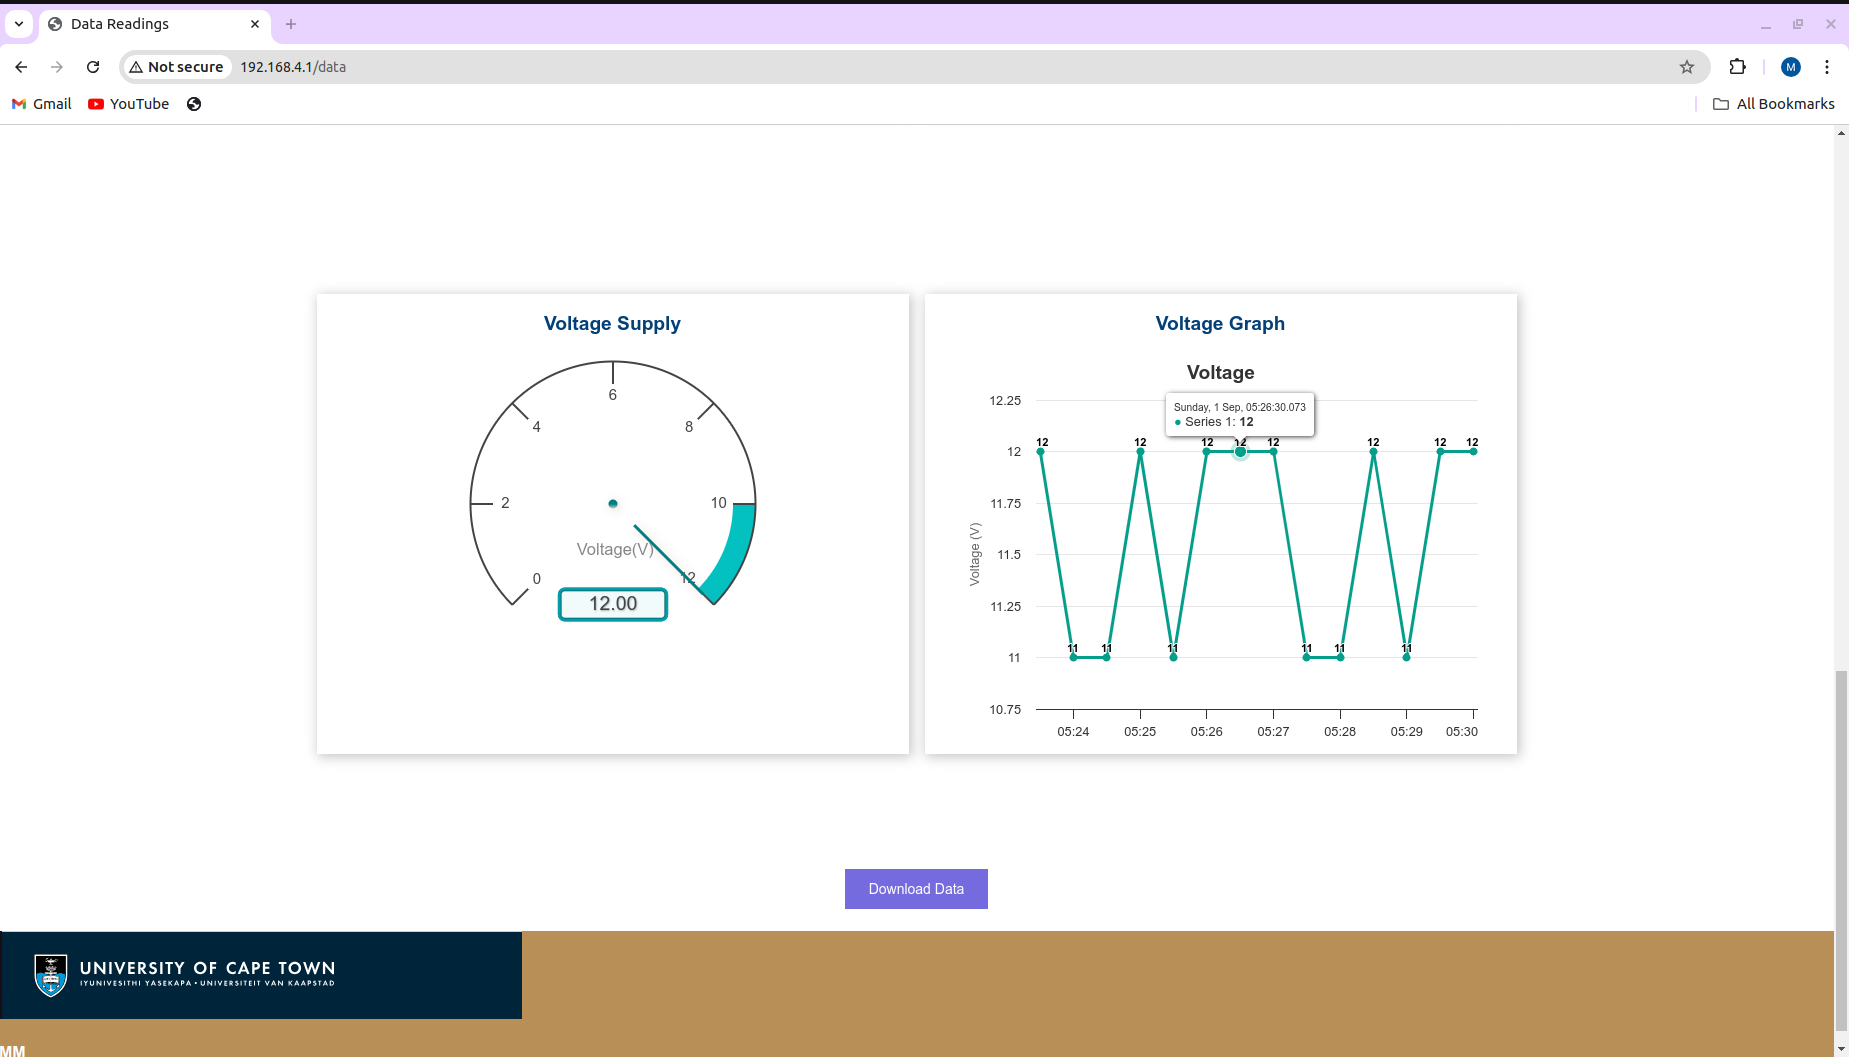 Data Readings
Not secure 192.168.4.1/data
M
Gmail YouTube All Bookmarks
Voltage Supply
6
4 8
2 10
Voltage(V)
0 12
12.00
Voltage Graph
Voltage
Sunday, 1 Sep, 05:26:30.073
● Series 1: 12
12.25
12
11.75
11.5
11.25
11
10.75
Voltage (V)
12 12 12 12 12 12 12 12
11 11 11 11 11 11
05:24 05:25 05:26 05:27 05:28 05:29 05:30
Download Data
UNIVERSITY OF CAPE TOWN
IYUNIVESITHI YASEKAPA • UNIVERSITEIT VAN KAAPSTAD
MM